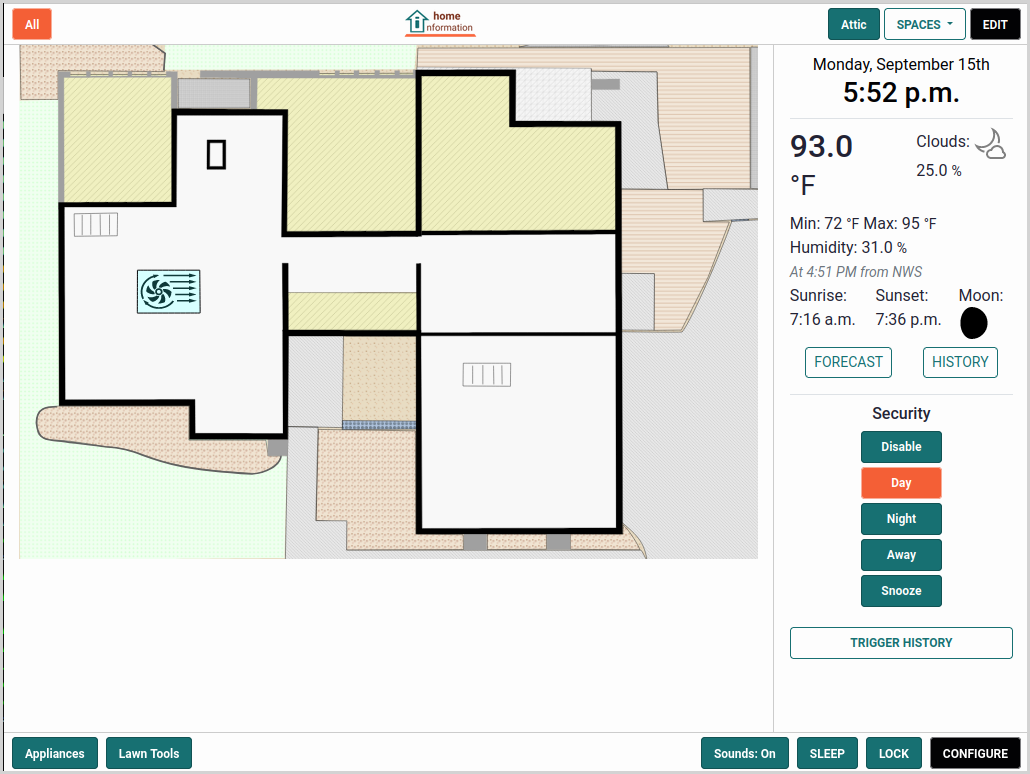 All
home
information
Attic
SPACES
EDIT
Monday, September 15th
5:52 p.m.
93.0
°F
Clouds:
25.0 %
Min: 72 °F Max: 95 °F
Humidity: 31.0 %
At 4:51 PM from NWS
Sunrise: Sunset: Moon:
7:16 a.m. 7:36 p.m.
FORECAST HISTORY
Security
Disable
Day
Night
Away
Snooze
TRIGGER HISTORY
Appliances Lawn Tools Sounds: On SLEEP LOCK CONFIGURE